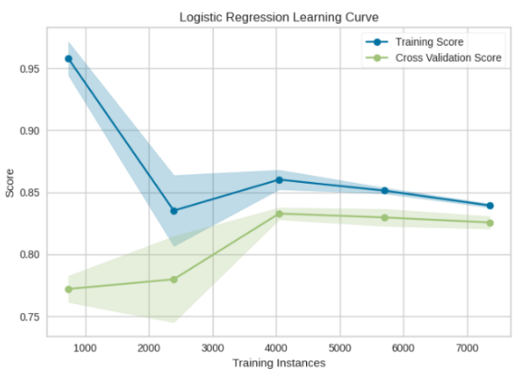 Logistic Regression Learning Curve
Training Score
Cross Validation Score
0.95
0.90
0.85
0.80
0.75
Score
1000 2000 3000 4000 5000 6000 7000
Training Instances